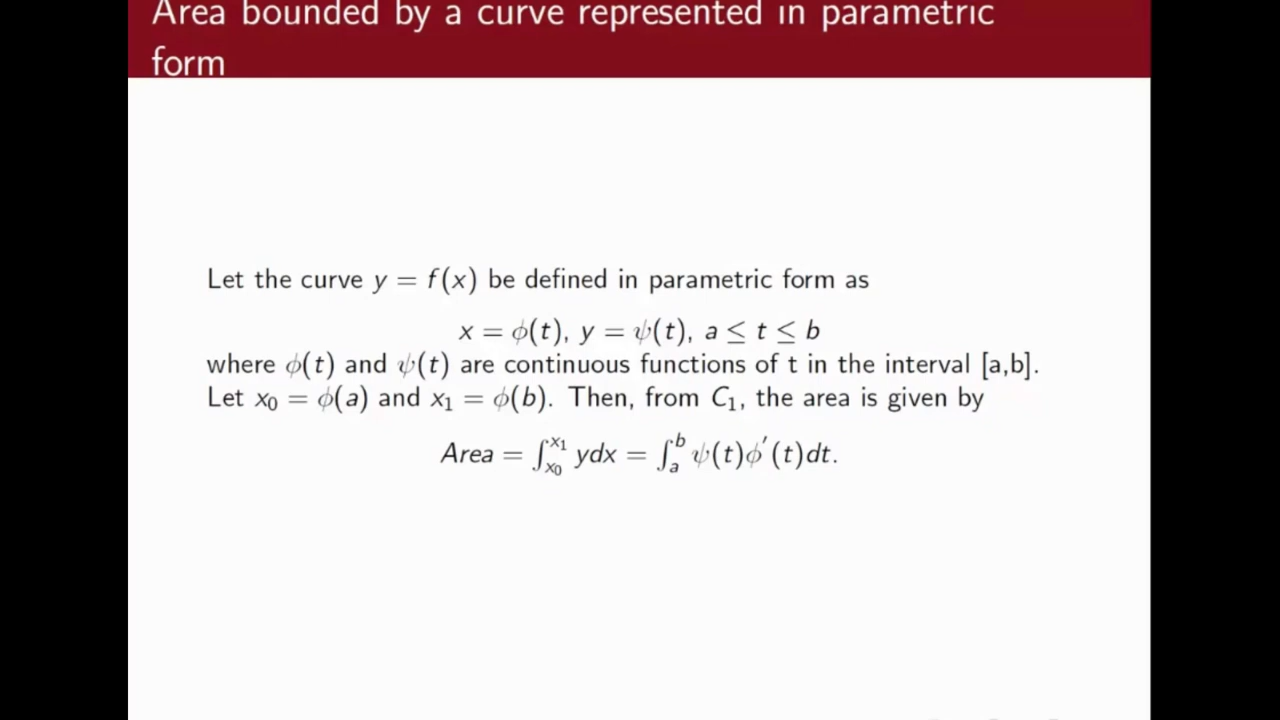 Area bounded by a curve represented in parametric
form
Let the curve y = f(x) be defined in parametric form as
x = ϕ(t), y = ψ(t), a ≤ t ≤ b
where ϕ(t) and ψ(t) are continuous functions of t in the interval [a,b].
Let x₀ = ϕ(a) and x₁ = ϕ(b). Then, from C₁, the area is given by
Area = ∫_{x₀}^{x₁} ydx = ∫_a^b ψ(t)ϕ′(t)dt.